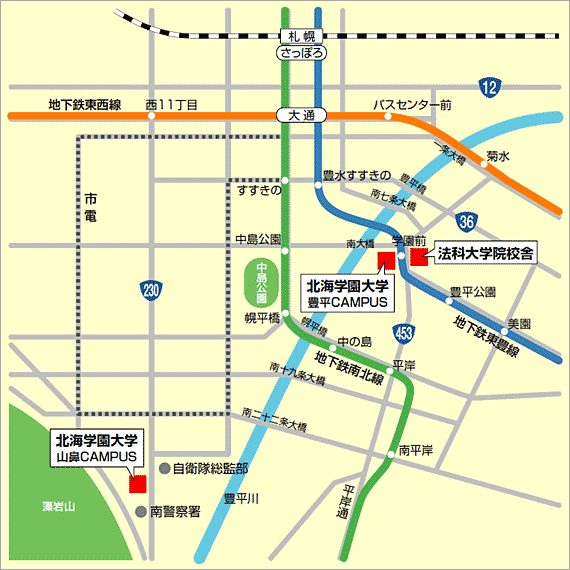 札幌
さっぽろ
12
地下鉄東西線
西11丁目
大通
バスセンター前
一条大橋
菊水
すすきの
豊水すすきの
豊平橋
南七条大橋
36
市電
中島公園
南大橋
学園前
法科大学院校舎
中島公園
230
北海学園大学
豊平CAMPUS
豊平公園
美園
地下鉄東豊線
幌平橋
幌平橋
453
中の島
地下鉄南北線
平岸
南十九条大橋
南二十二条大橋
北海学園大学
山鼻CAMPUS
自衛隊総監部
南平岸
豊平川
平岸通
藻岩山
南警察署